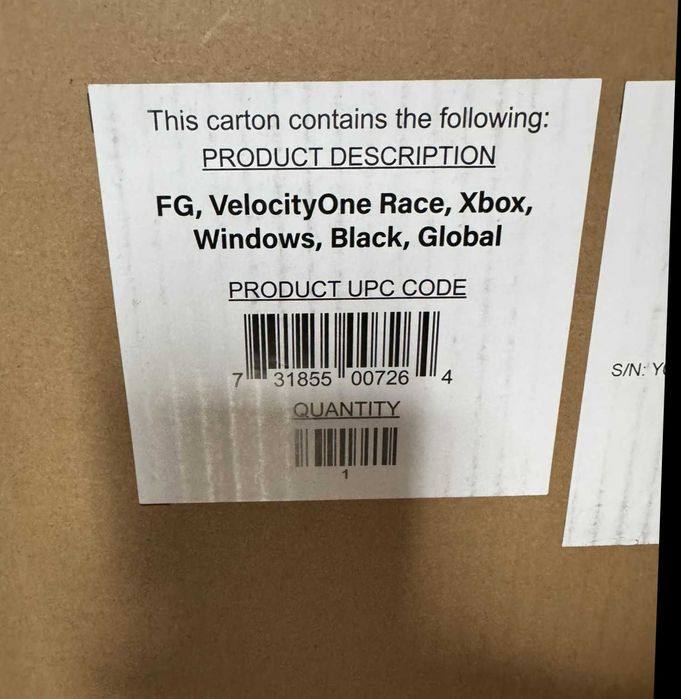 This carton contains the following:
PRODUCT DESCRIPTION
FG, VelocityOne Race, Xbox,
Windows, Black, Global
PRODUCT UPC CODE
7 31855 00726 4
QUANTITY
1
S/N: